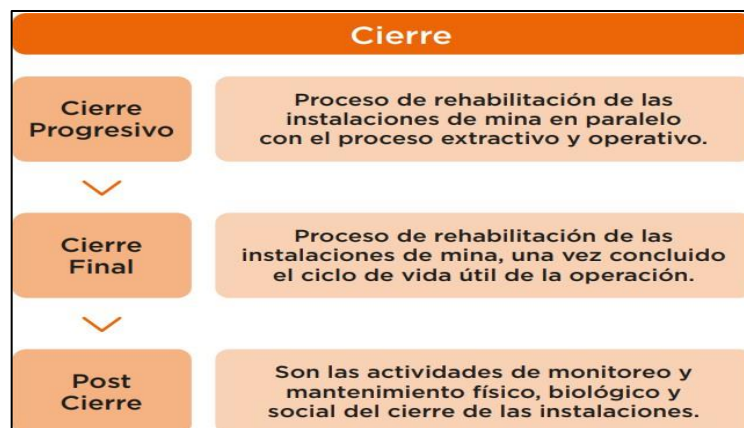 Cierre
Cierre
Progresivo
Proceso de rehabilitación de las
instalaciones de mina en paralelo
con el proceso extractivo y operativo.
Cierre
Final
Proceso de rehabilitación de las
instalaciones de mina, una vez concluido
el ciclo de vida útil de la operación.
Post
Cierre
Son las actividades de monitoreo y
mantenimiento físico, biológico y
social del cierre de las instalaciones.